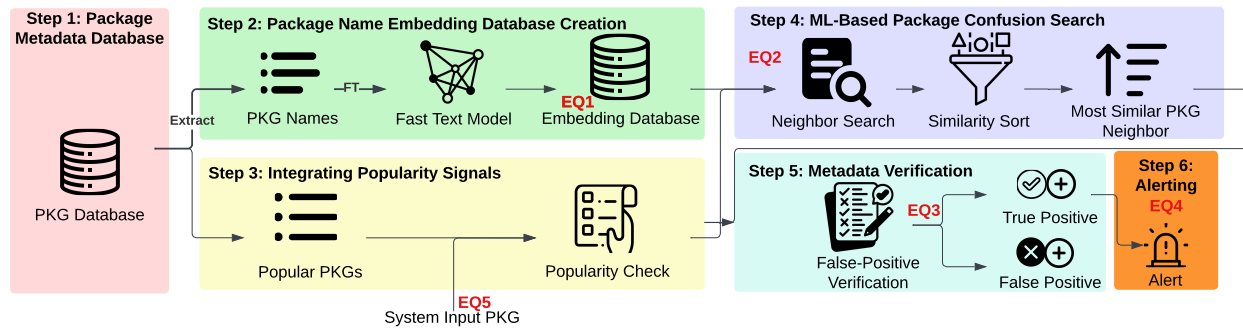 Step 1: Package
Metadata Database
PKG Database
Extract
Step 2: Package Name Embedding Database Creation
PKG Names
FT
Fast Text Model
EQ1
Embedding Database
Step 3: Integrating Popularity Signals
Popular PKGs
Popularity Check
EQ5
System Input PKG
Step 4: ML-Based Package Confusion Search
EQ2
Neighbor Search
Similarity Sort
Most Similar PKG
Neighbor
Step 5: Metadata Verification
EQ3
False-Positive
Verification
True Positive
False Positive
Step 6:
Alerting
EQ4
Alert